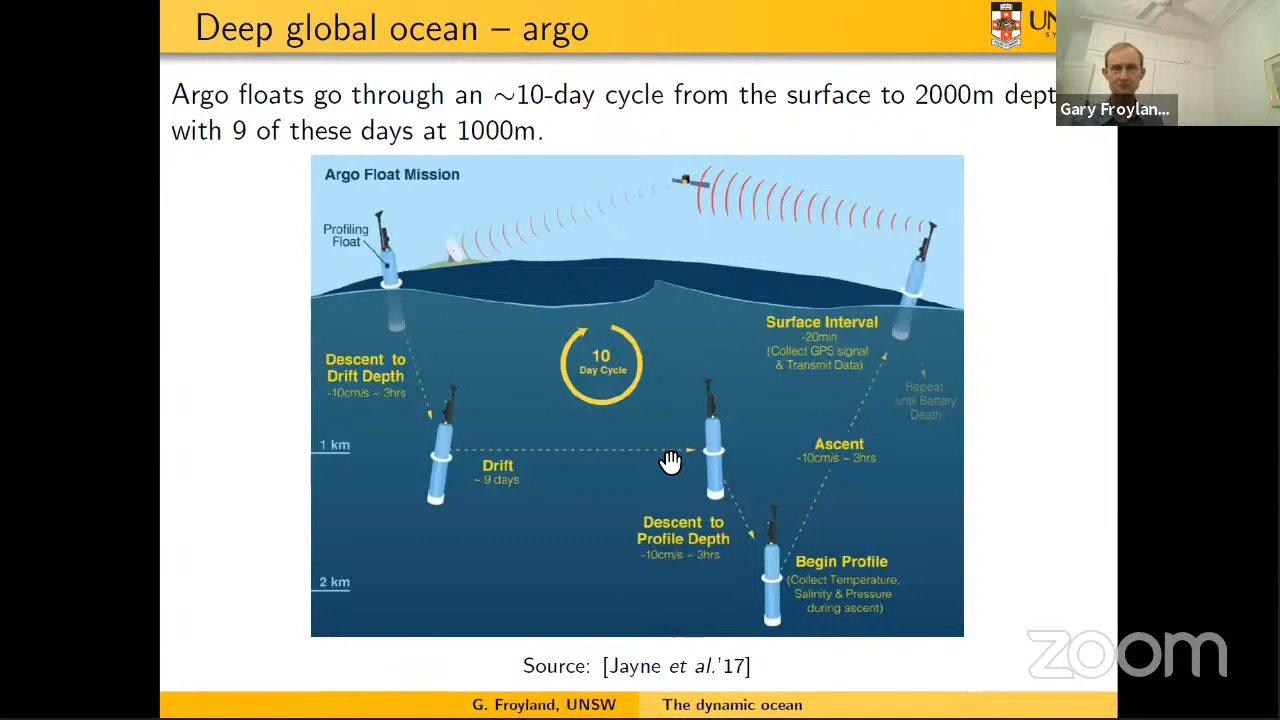 Deep global ocean – argo
Argo floats go through an ∼10-day cycle from the surface to 2000m dept
with 9 of these days at 1000m.
Gary Froylan...
Argo Float Mission
Profiling
Float
Descent to
Drift Depth
-10cm/s ~ 3hrs
10
Day Cycle
Surface Interval
-20min
(Collect GPS signal
& Transmit Data)
Repeat
until Battery
Death
1 km
Drift
~ 9 days
Ascent
-10cm/s ~ 3hrs
Descent to
Profile Depth
-10cm/s ~ 3hrs
2 km
Begin Profile
(Collect Temperature,
Salinity & Pressure
during ascent)
Source: [Jayne et al.'17]
zoom
G. Froyland, UNSW The dynamic ocean